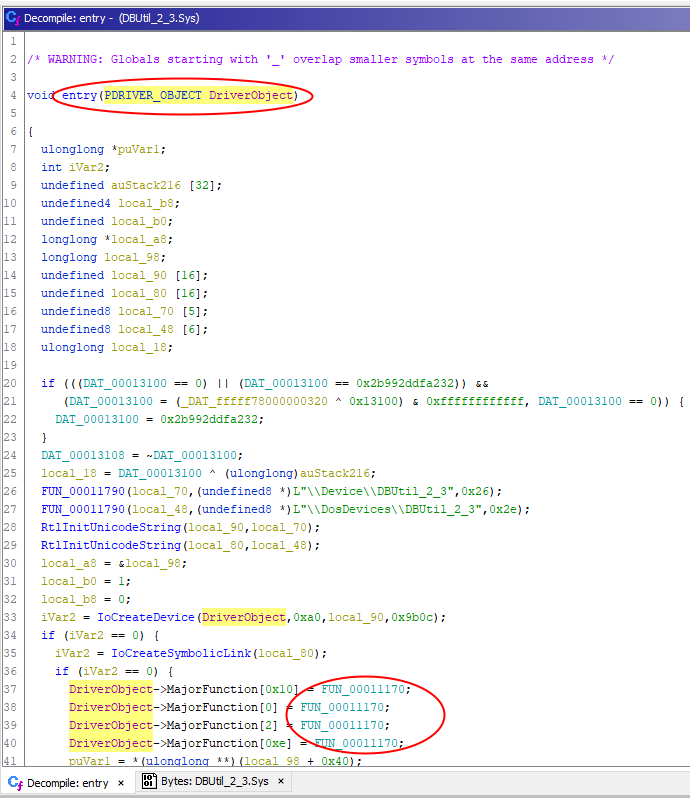 Decompile: entry - (DBUtil_2_3.Sys)
1
2 /* WARNING: Globals starting with '_' overlap smaller symbols at the same address */
3
4 void entry(PDRIVER_OBJECT DriverObject)
5
6 {
7 ulonglong *puVar1;
8 int iVar2;
9 undefined auStack216 [32];
10 undefined4 local_b8;
11 undefined local_b0;
12 longlong *local_a8;
13 longlong local_98;
14 undefined local_90 [16];
15 undefined local_80 [16];
16 undefined8 local_70 [5];
17 undefined8 local_48 [6];
18 ulonglong local_18;
19
20 if (((DAT_00013100 == 0) || (DAT_00013100 == 0x2b992ddfa232)) &&
21 (DAT_00013100 = (_DAT_fffff78000000320 ^ 0x13100) & 0xffffffffffff, DAT_00013100 == 0)) {
22 DAT_00013100 = 0x2b992ddfa232;
23 }
24 DAT_00013108 = ~DAT_00013100;
25 local_18 = DAT_00013100 ^ (ulonglong)auStack216;
26 FUN_00011790(local_70,(undefined8 *)L"\\Device\\DBUtil_2_3",0x26);
27 FUN_00011790(local_48,(undefined8 *)L"\\DosDevices\\DBUtil_2_3",0x2e);
28 RtlInitUnicodeString(local_90,local_70);
29 RtlInitUnicodeString(local_80,local_48);
30 local_a8 = &local_98;
31 local_b0 = 1;
32 local_b8 = 0;
33 iVar2 = IoCreateDevice(DriverObject,0xa0,local_90,0x9b0c);
34 if (iVar2 == 0) {
35 iVar2 = IoCreateSymbolicLink(local_80);
36 if (iVar2 == 0) {
37 DriverObject->MajorFunction[0x10] = FUN_00011170;
38 DriverObject->MajorFunction[0] = FUN_00011170;
39 DriverObject->MajorFunction[2] = FUN_00011170;
40 DriverObject->MajorFunction[0xe] = FUN_00011170;
41 puVar1 = *(ulonglong **)(local_98 + 0x40);
Decompile: entry × Bytes: DBUtil_2_3.Sys ×